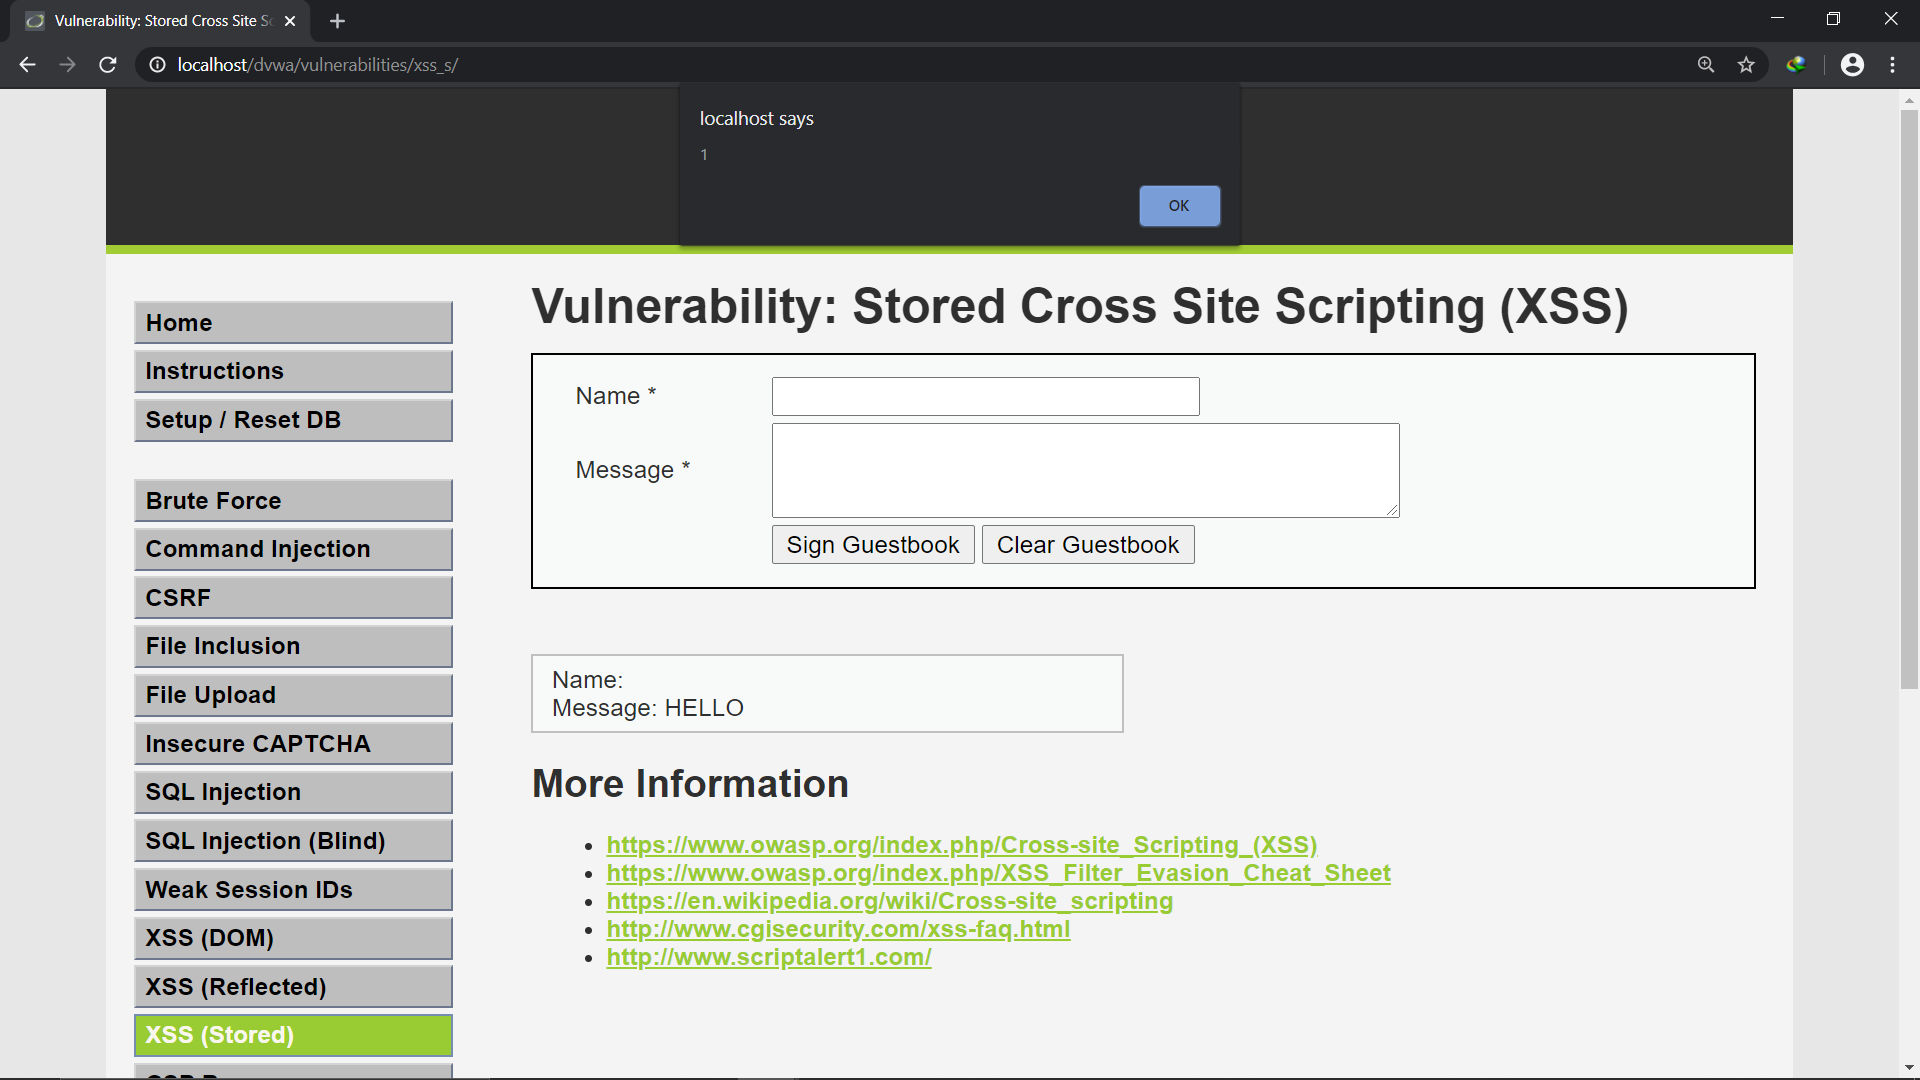 Vulnerability: Stored Cross Site S
localhost/dvwa/vulnerabilities/xss_s/
localhost says
1
OK
Home
Instructions
Setup / Reset DB
Brute Force
Command Injection
CSRF
File Inclusion
File Upload
Insecure CAPTCHA
SQL Injection
SQL Injection (Blind)
Weak Session IDs
XSS (DOM)
XSS (Reflected)
XSS (Stored)
Vulnerability: Stored Cross Site Scripting (XSS)
Name *
Message *
Sign Guestbook Clear Guestbook
Name:
Message: HELLO
More Information
https://www.owasp.org/index.php/Cross-site_Scripting_(XSS)
https://www.owasp.org/index.php/XSS_Filter_Evasion_Cheat_Sheet
https://en.wikipedia.org/wiki/Cross-site_scripting
http://www.cgisecurity.com/xss-faq.html
http://www.scriptalert1.com/